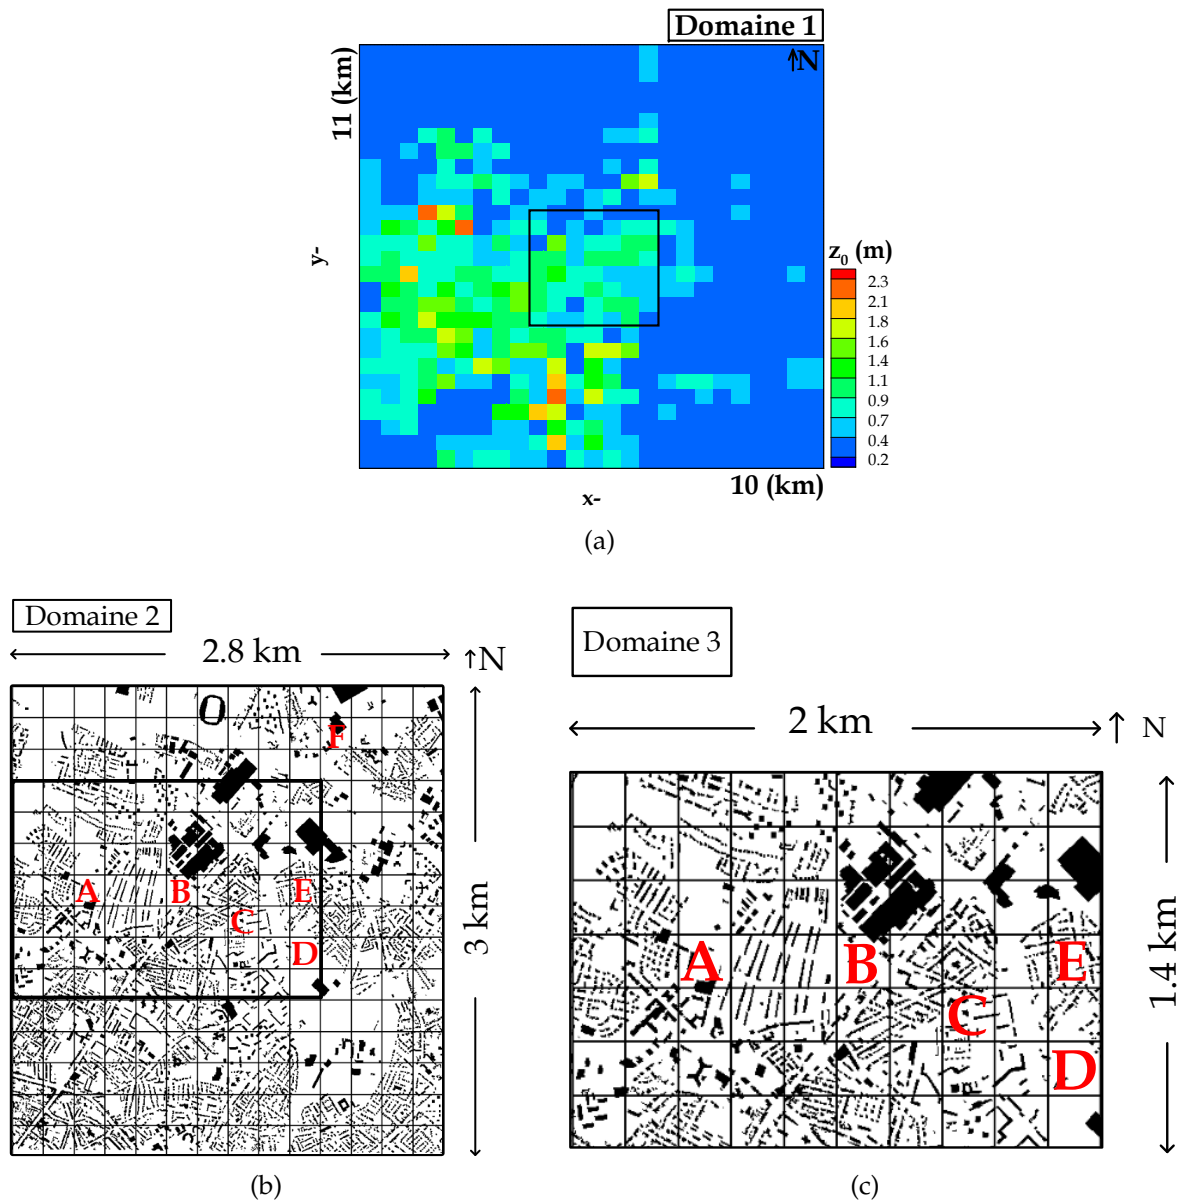 Domaine 1
↑N
11 (km)
y-
z₀ (m)
2.3
2.1
1.8
1.6
1.4
1.1
0.9
0.7
0.4
0.2
10 (km)
x-
(a)
Domaine 2
2.8 km
↑N
F
A
B
E
C
D
3 km
(b)
Domaine 3
2 km
↑ N
A
B
E
C
D
1.4 km
(c)